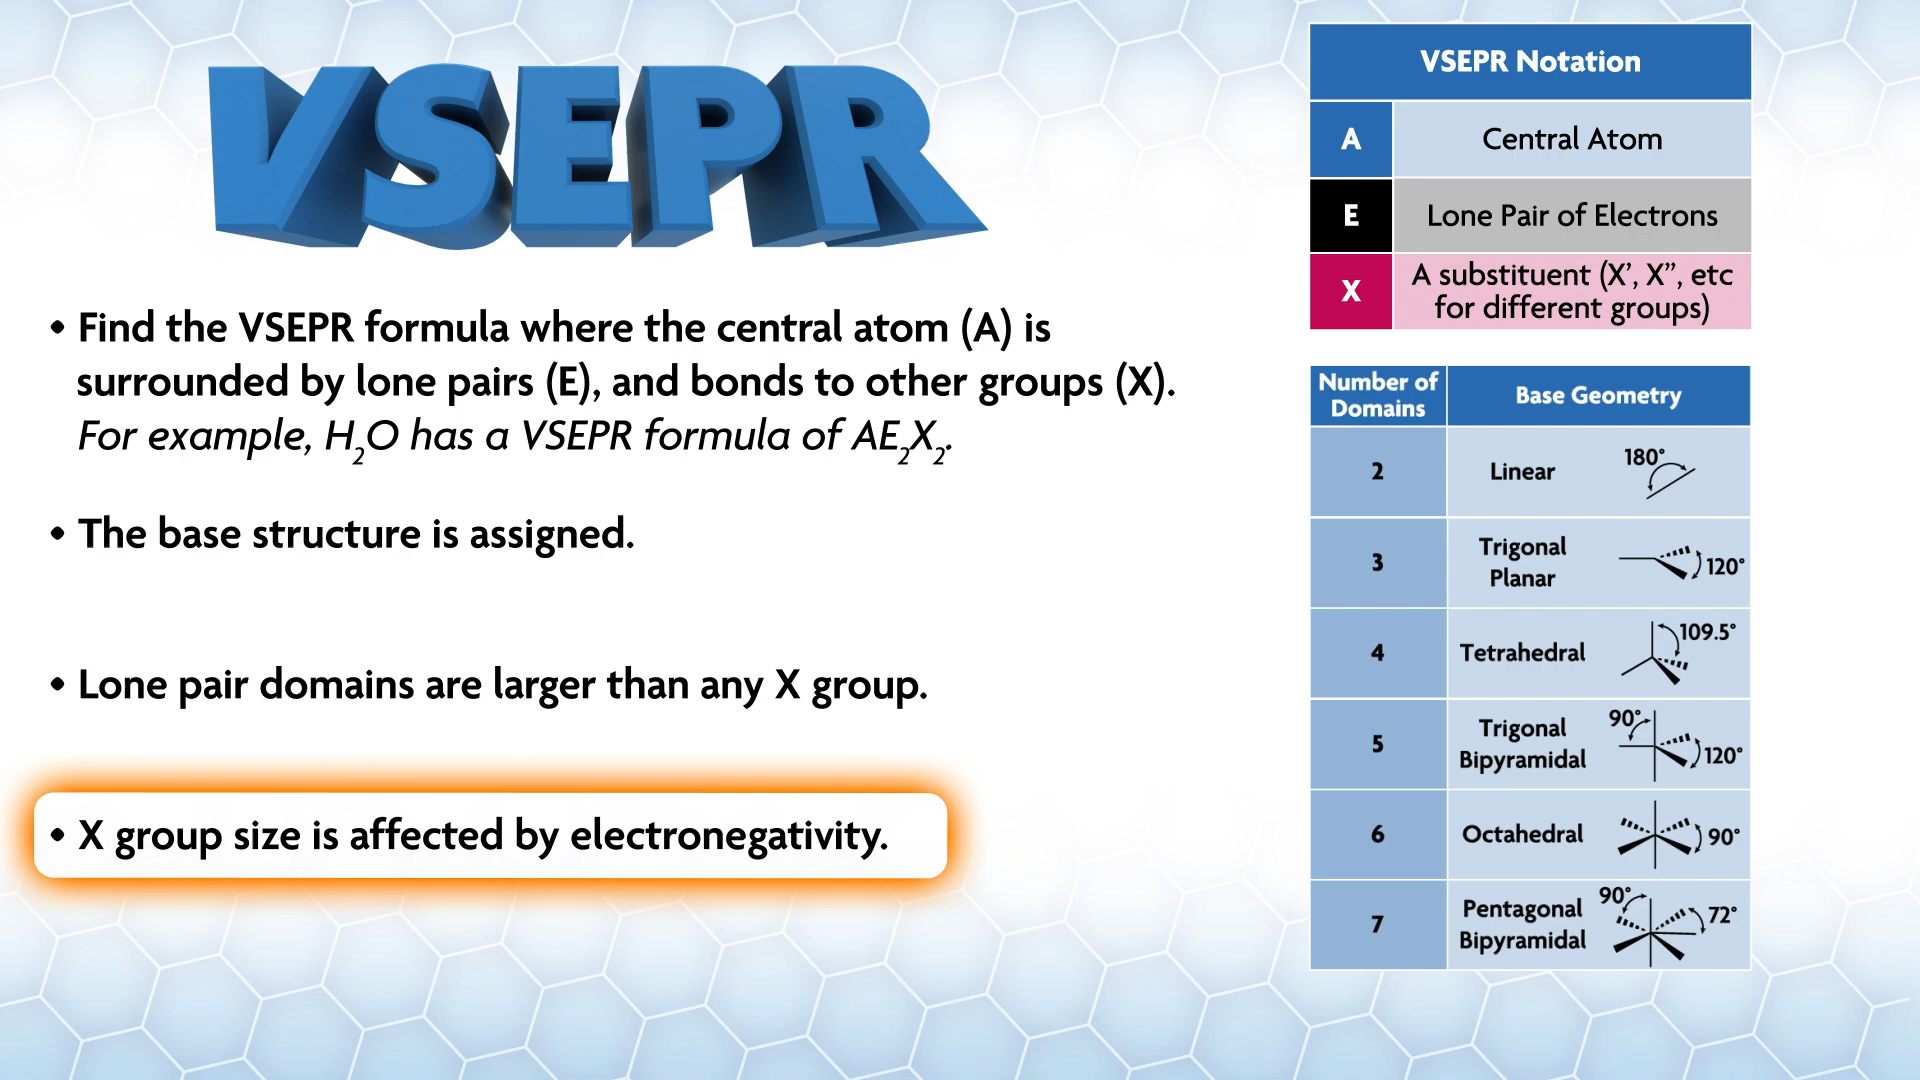 VSEPR
• Find the VSEPR formula where the central atom (A) is
surrounded by lone pairs (E), and bonds to other groups (X).
For example, H₂O has a VSEPR formula of AE₂X₂.
• The base structure is assigned.
• Lone pair domains are larger than any X group.
• X group size is affected by electronegativity.
VSEPR Notation
A Central Atom
E Lone Pair of Electrons
X A substituent (X’, X”, etc
for different groups)
Number of
Domains
Base Geometry
2 Linear 180°
3 Trigonal
Planar 120°
4 Tetrahedral 109.5°
5 Trigonal
Bipyramidal 90° 120°
6 Octahedral 90°
7 Pentagonal
Bipyramidal 90° 72°